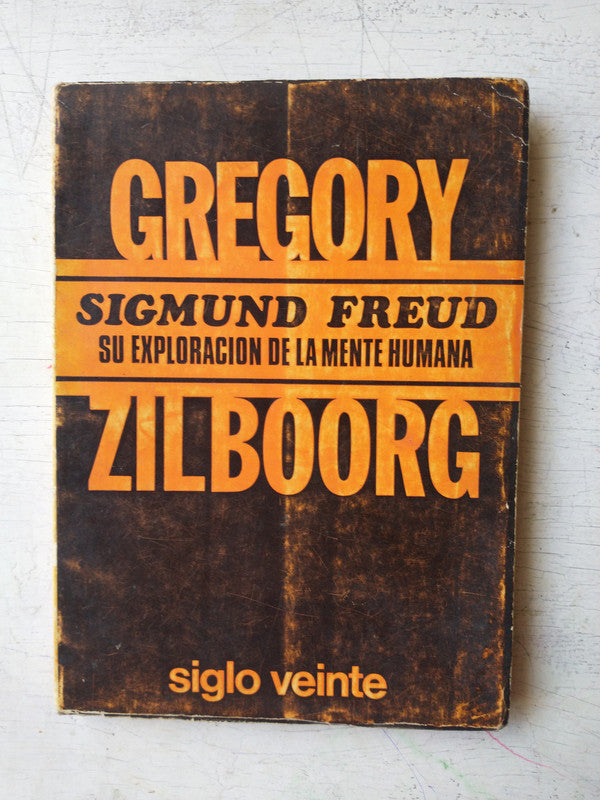 GREGORY
SIGMUND FREUD
SU EXPLORACION DE LA MENTE HUMANA
ZILBOORG
siglo veinte